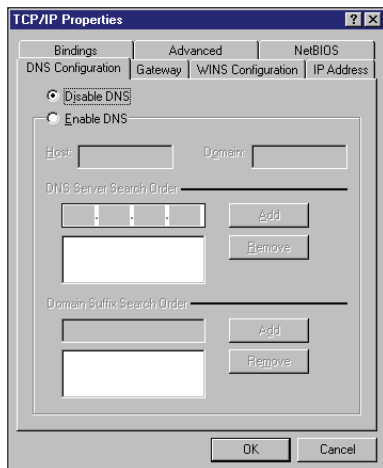 TCP/IP Properties
Bindings Advanced NetBIOS
DNS Configuration Gateway WINS Configuration IP Address
Disable DNS
Enable DNS
Host: Domain:
DNS Server Search Order
. . . Add
Remove
Domain Suffix Search Order
Add
Remove
OK Cancel